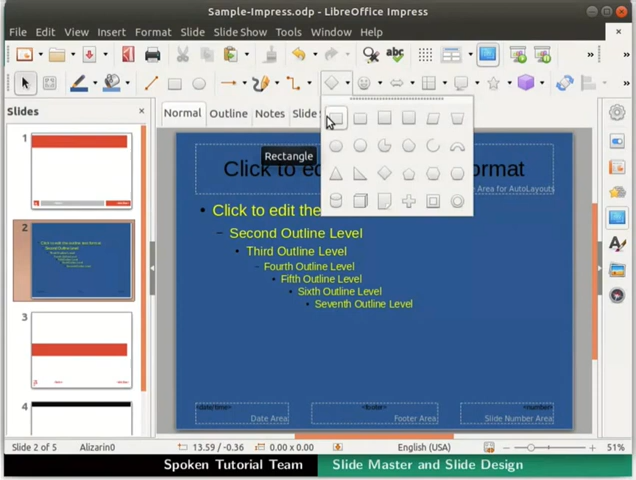 Sample-Impress.odp - LibreOffice Impress
File Edit View Insert Format Slide Slide Show Tools Window Help
abc
Slides
Normal Outline Notes Slide
1
2
3
4
Rectangle
Click to edit format
Area for AutoLayouts
• Click to edit the
– Second Outline Level
• Third Outline Level
– Fourth Outline Level
• Fifth Outline Level
• Sixth Outline Level
• Seventh Outline Level
<date/time>
<footer>
<number>
Date Area
Footer Area
Slide Number Area
Slide 2 of 5 Alizarin0 13.59 / -0.36 0.00 x 0.00 English (USA) 51%
Spoken Tutorial Team Slide Master and Slide Design